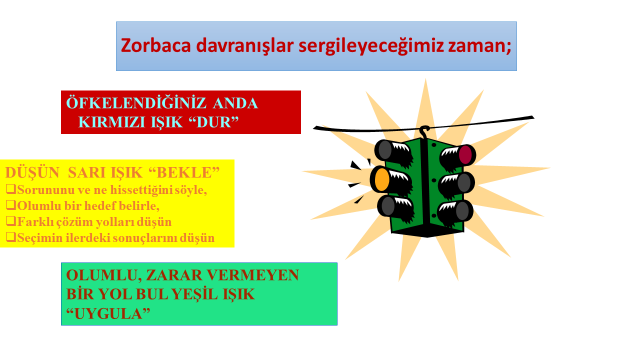 Zorbaca davranışlar sergileyeceğimiz zaman;
ÖFKELENDİĞİNİZ ANDA
KIRMIZI IŞIK “DUR”
DÜŞÜN SARI IŞIK “BEKLE”
❑Sorununu ve ne hissettiğini söyle,
❑Olumlu bir hedef belirle,
❑Farklı çözüm yolları düşün
❑Seçimin ilerdeki sonuçlarını düşün
OLUMLU, ZARAR VERMEYEN
BİR YOL BUL YEŞİL IŞIK
“UYGULA”